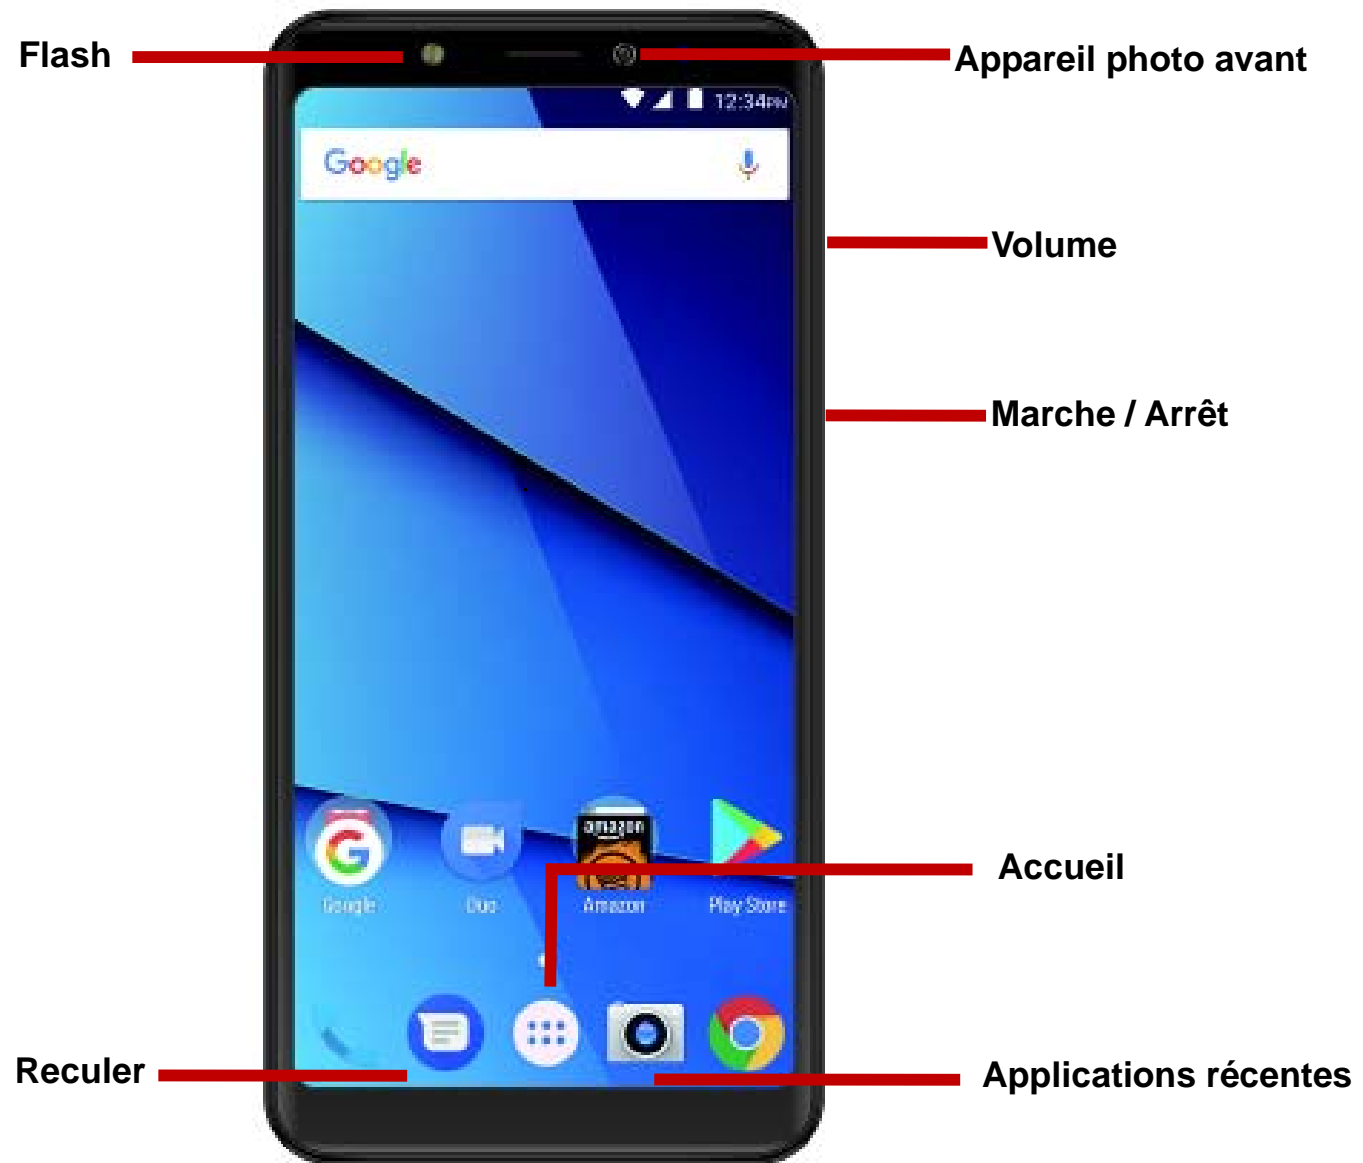 Flash
Appareil photo avant
12:34PM
Google
Volume
Marche / Arrêt
amazon
Accueil
Google Duo Amazon Play Store
Reculer
Applications récentes